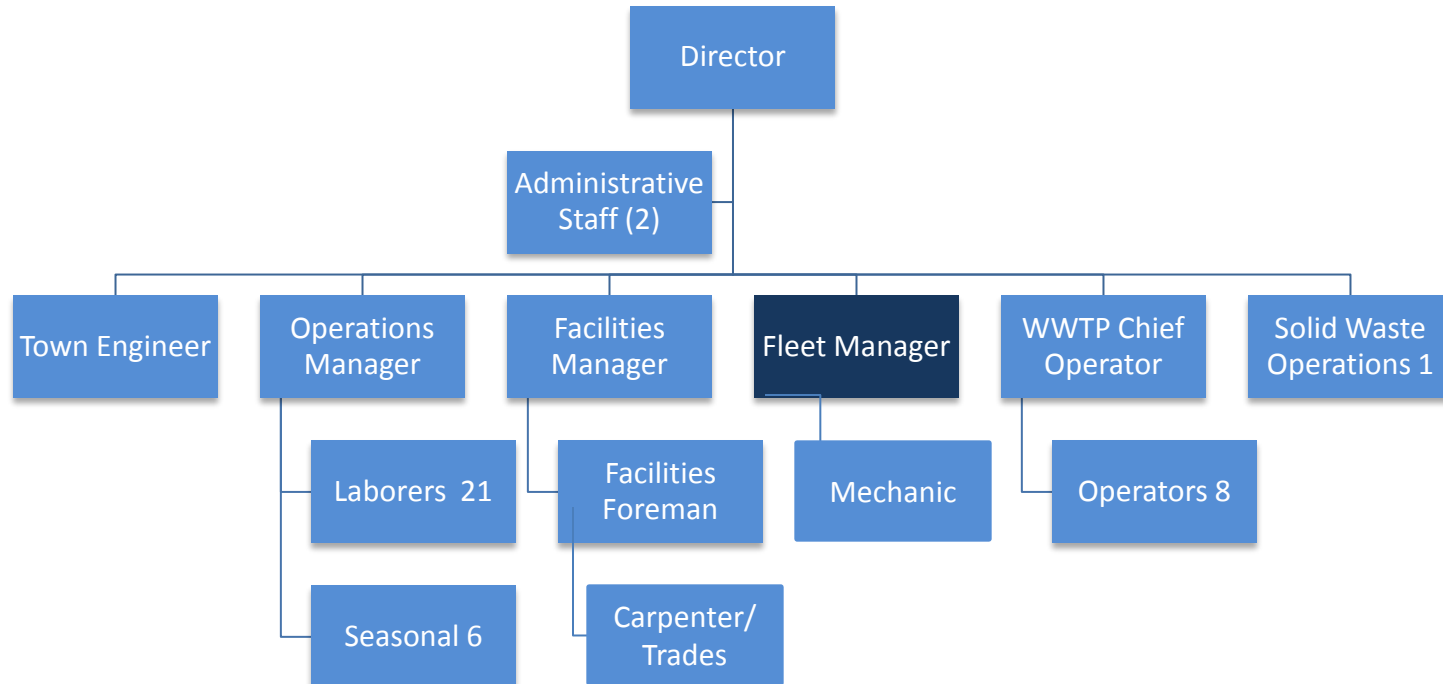 Director
Administrative
Staff (2)
Town Engineer
Operations
Manager
Facilities
Manager
Fleet Manager
WWTP Chief
Operator
Solid Waste
Operations 1
Laborers 21
Facilities
Foreman
Mechanic
Operators 8
Seasonal 6
Carpenter/
Trades